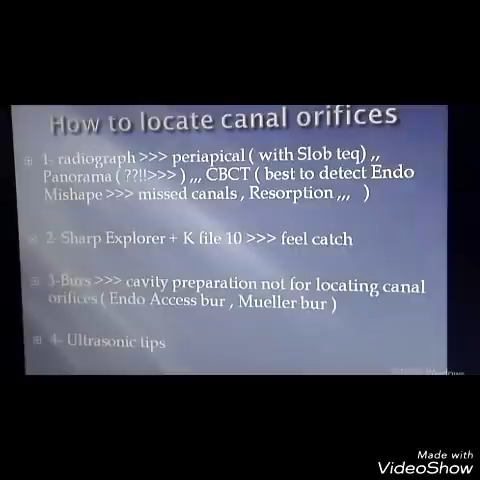 How to locate canal orifices
1- radiograph >>> periapical ( with Slob teq) ,,
Panorama ( ??!!>>> ) ,,, CBCT ( best to detect Endo
Mishape >>> missed canals , Resorption ,,, )
2- Sharp Explorer + K file 10 >>> feel catch
3-Burs >>> cavity preparation not for locating canal
orifices ( Endo Access bur , Mueller bur )
4- Ultrasonic tips
Windows
Made with
VideoShow